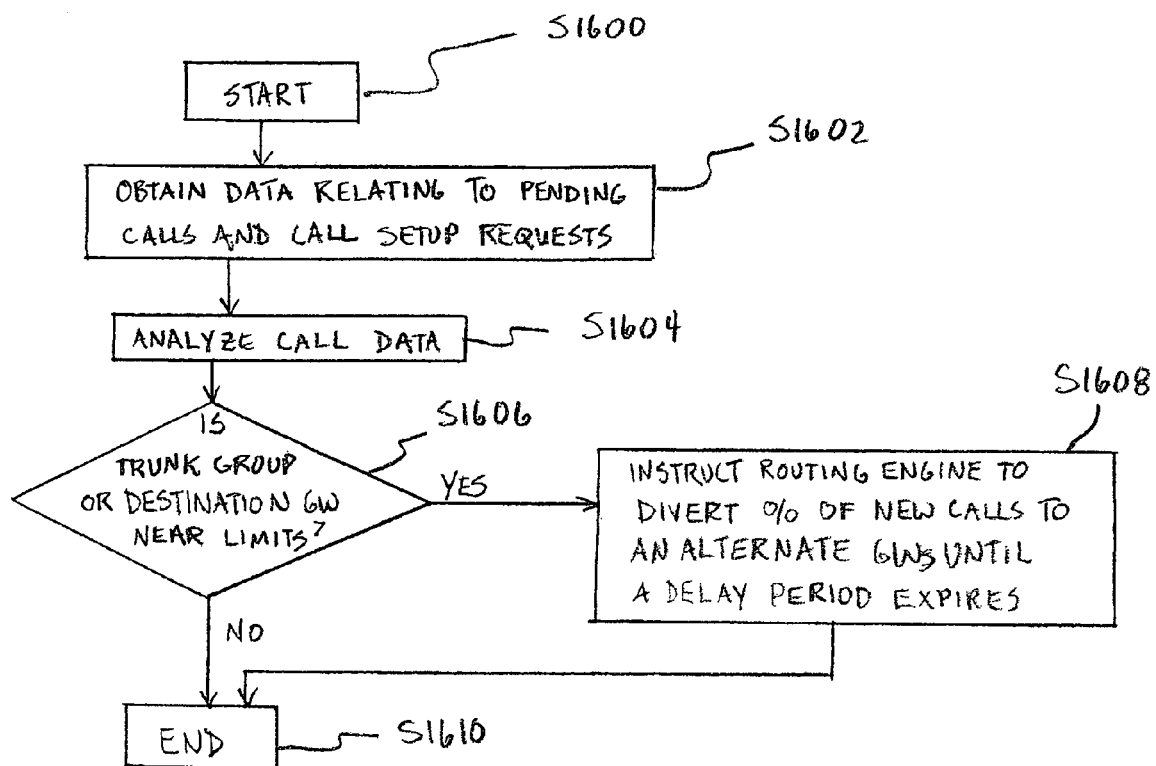 S1600
START
S1602
OBTAIN DATA RELATING TO PENDING
CALLS AND CALL SETUP REQUESTS
ANALYZE CALL DATA
S1604
S1606
IS
TRUNK GROUP
OR DESTINATION GW
NEAR LIMITS?
YES
S1608
INSTRUCT ROUTING ENGINE TO
DIVERT % OF NEW CALLS TO
AN ALTERNATE GWS UNTIL
A DELAY PERIOD EXPIRES
NO
END
S1610